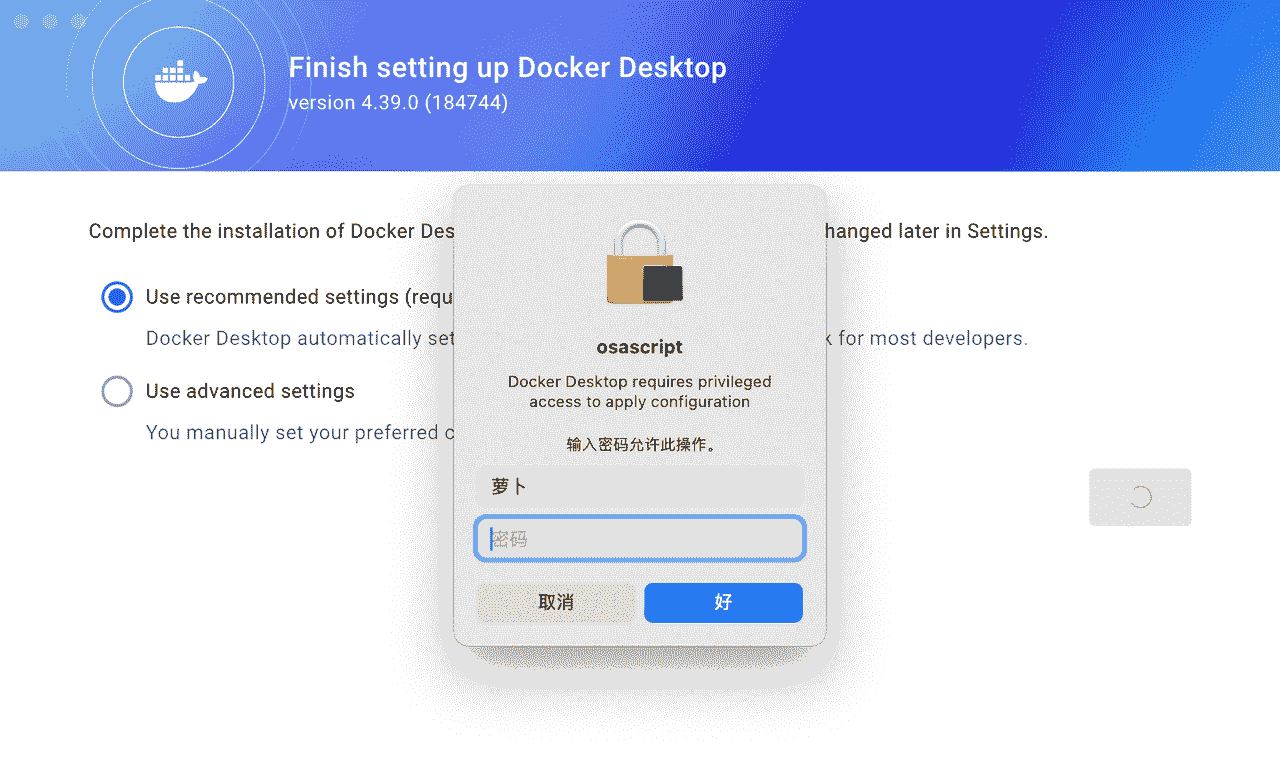 Finish setting up Docker Desktop
version 4.39.0 (184744)
Complete the installation of Docker Des
hanged later in Settings.
Use recommended settings (requ
Docker Desktop automatically set
k for most developers.
Use advanced settings
You manually set your preferred c
osascript
Docker Desktop requires privileged
access to apply configuration
输入密码允许此操作。
萝卜
密码
取消
好